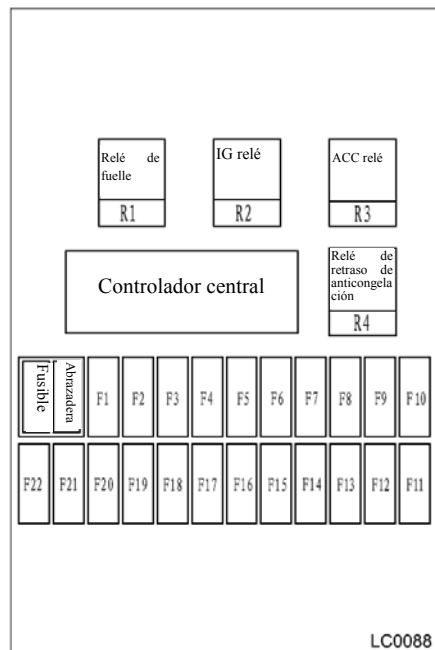 Relé de
fuelle
R1
IG relé
R2
ACC relé
R3
Controlador central
Relé de
retraso de
anticongela
ción
R4
Fusible
Abrazadera
F1
F2
F3
F4
F5
F6
F7
F8
F9
F10
F22
F21
F20
F19
F18
F17
F16
F15
F14
F13
F12
F11
LC0088